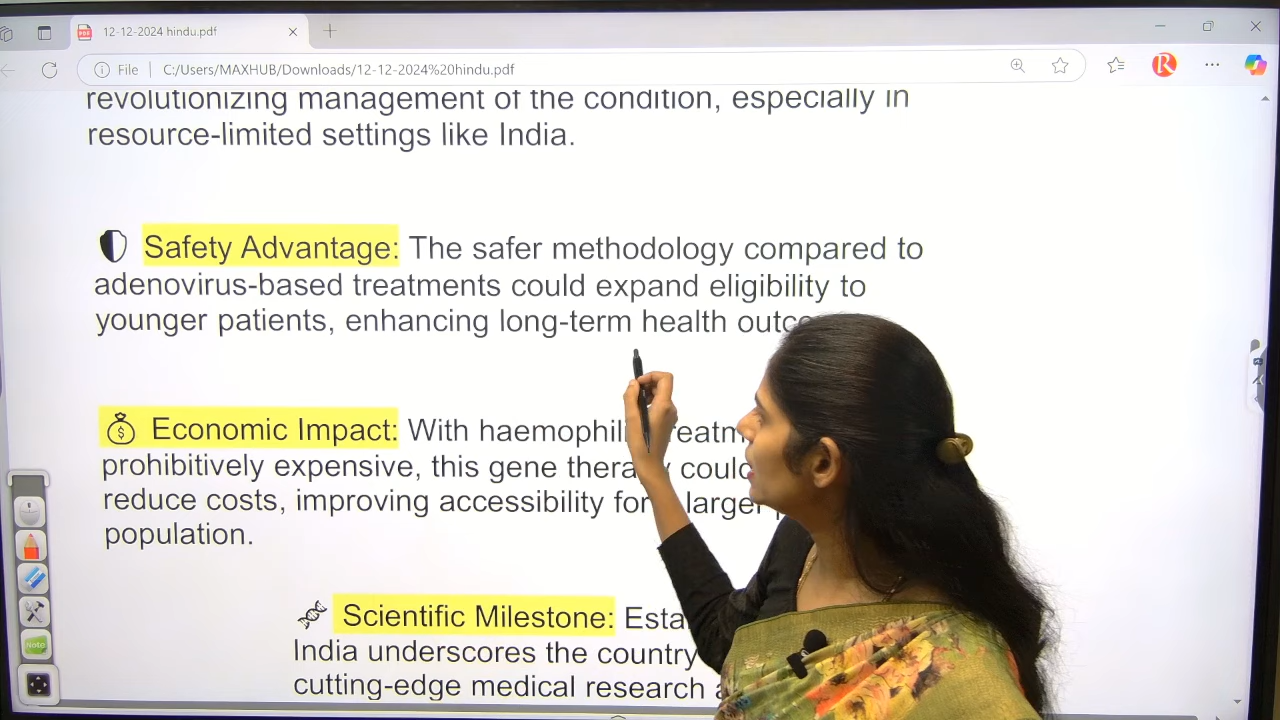 12-12-2024 hindu.pdf
File
C:/Users/MAXHUB/Downloads/12-12-2024%20hindu.pdf
revolutionizing management of the condition, especially in
resource-limited settings like India.
Safety Advantage: The safer methodology compared to
adenovirus-based treatments could expand eligibility to
younger patients, enhancing long-term health
Economic Impact: With
prohibitively expensive, this gene
reduce costs, improving accessibility for larger
population.
Scientific Milestone:
India underscores the country
cutting-edge medical research
Note